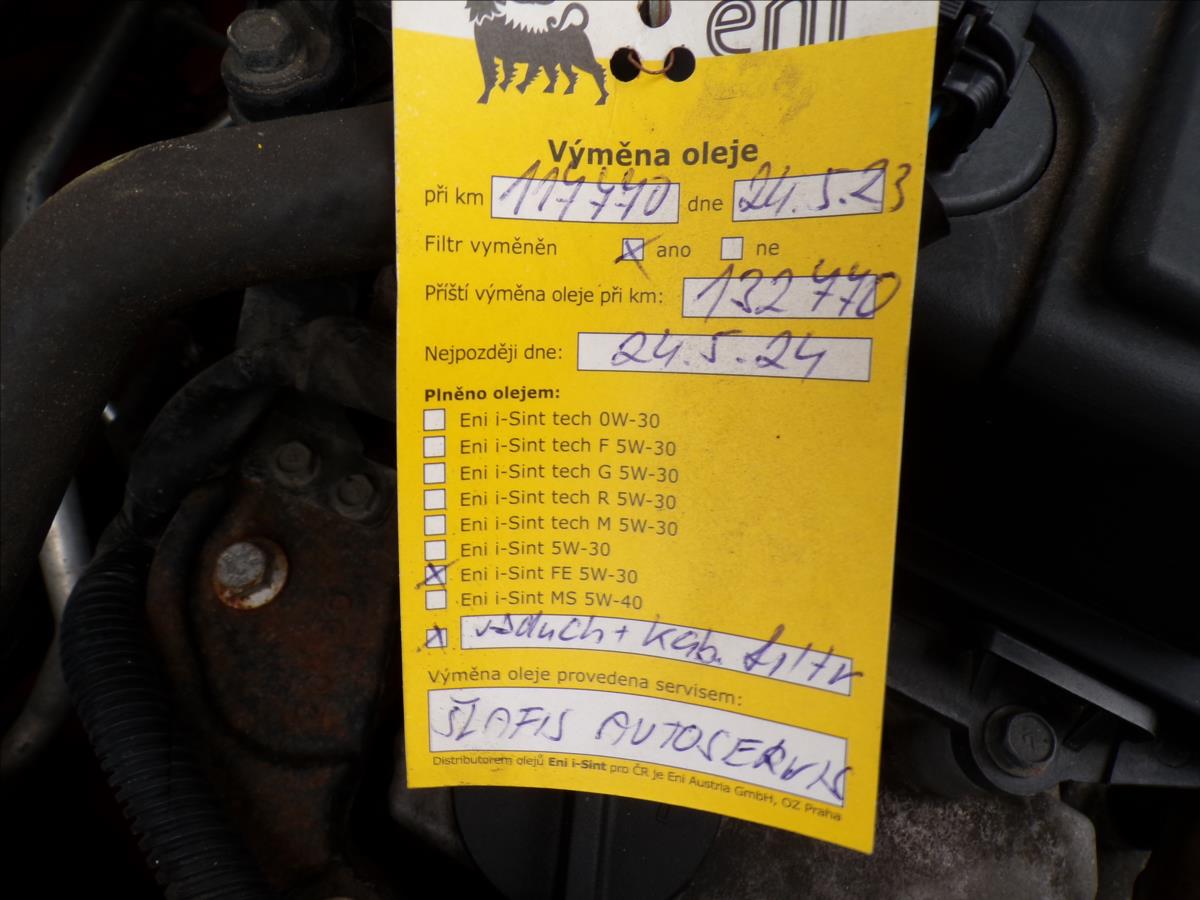 eni
Výměna oleje
při km 117770 dne 24.5.23
Filtr vyměněn ano ne
Příští výměna oleje při km: 132770
Nejpozději dne: 24.5.24
Plněno olejem:
Eni i-Sint tech 0W-30
Eni i-Sint tech F 5W-30
Eni i-Sint tech G 5W-30
Eni i-Sint tech R 5W-30
Eni i-Sint tech M 5W-30
Eni i-Sint 5W-30
Eni i-Sint FE 5W-30
Eni i-Sint MS 5W-40
vzduch + kab. filtr
Výměna oleje provedena servisem:
ŠLAFIS AUTOSERVIS
Distributorem olejů Eni i-Sint pro ČR je Eni Austria GmbH, OZ Praha